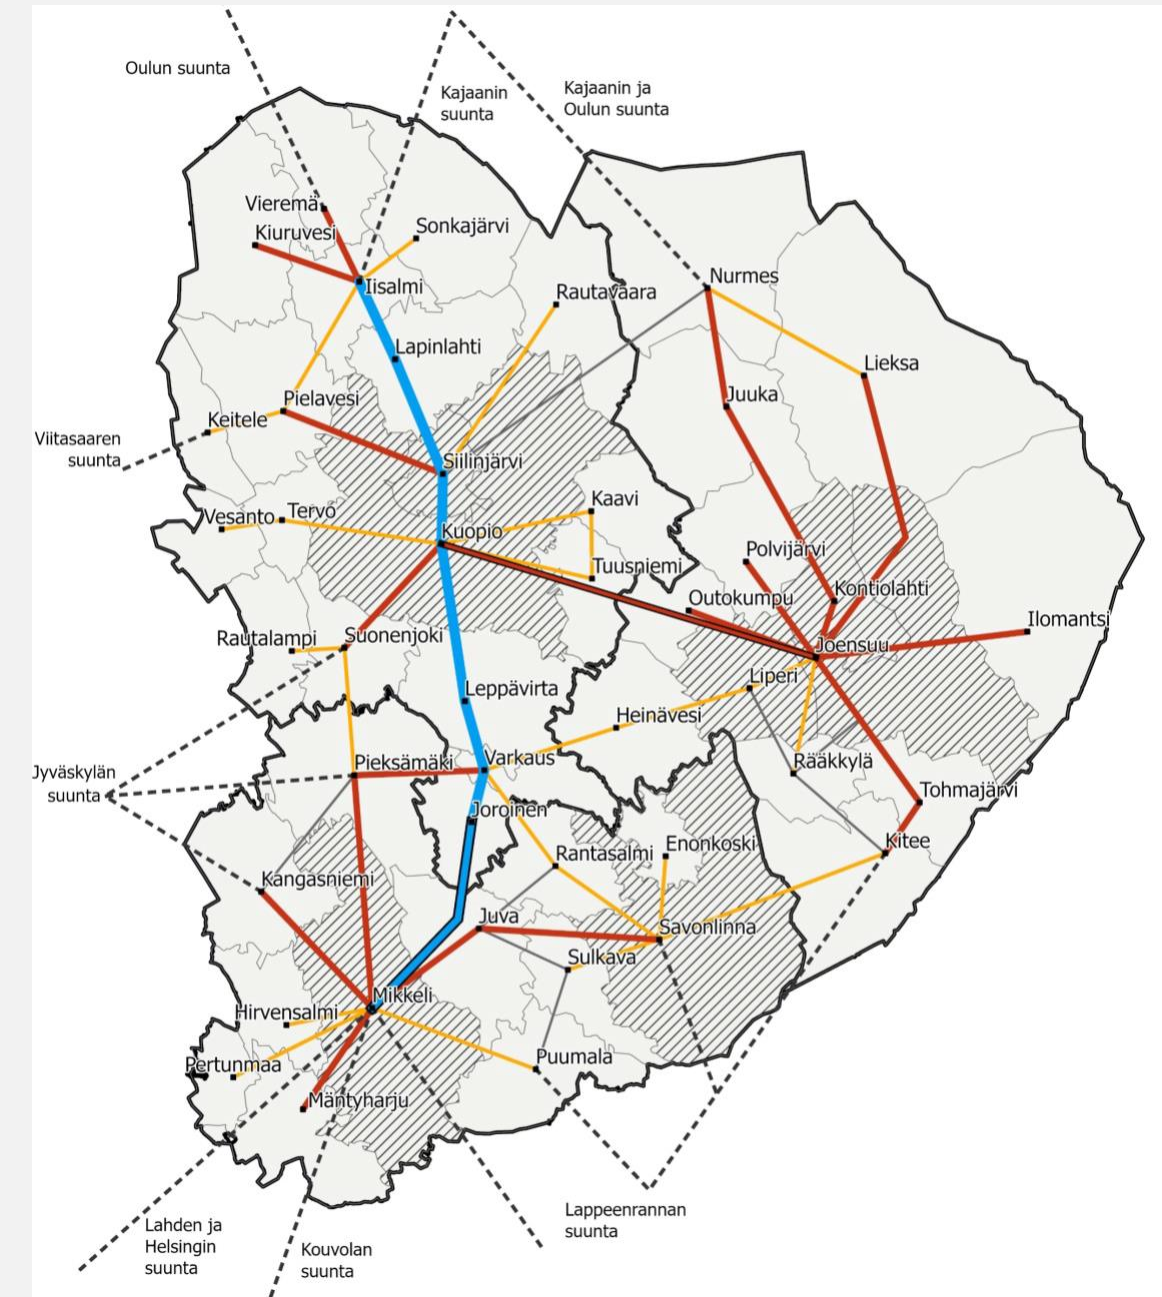 Oulun suunta
Kajaanin
suunta
Kajaanin ja
Oulun suunta
Vieremä
Kiuruvesi
Sonkajärvi
Iisalmi
Rautavaara
Nurmes
Lapinlahti
Lieksa
Juuka
Pielavesi
Keitele
Viitasaaren
suunta
Siilinjärvi
Kaavi
Vesanto
Tervo
Kuopio
Tuusniemi
Polvijärvi
Outokumpu
Kontiolahti
Ilomantsi
Rautalampi
Suonenjoki
Joensuu
Liperi
Leppävirta
Heinävesi
Jyväskylän
suunta
Pieksämäki
Varkaus
Rääkkylä
Tohmajärvi
Joroinen
Rantasalmi
Enonkoski
Kitee
Kangasniemi
Juva
Savonlinna
Sulkava
Mikkeli
Hirvensalmi
Pertunmaa
Puumala
Mäntyharju
Lahden ja
Helsingin
suunta
Kouvolan
suunta
Lappeenrannan
suunta